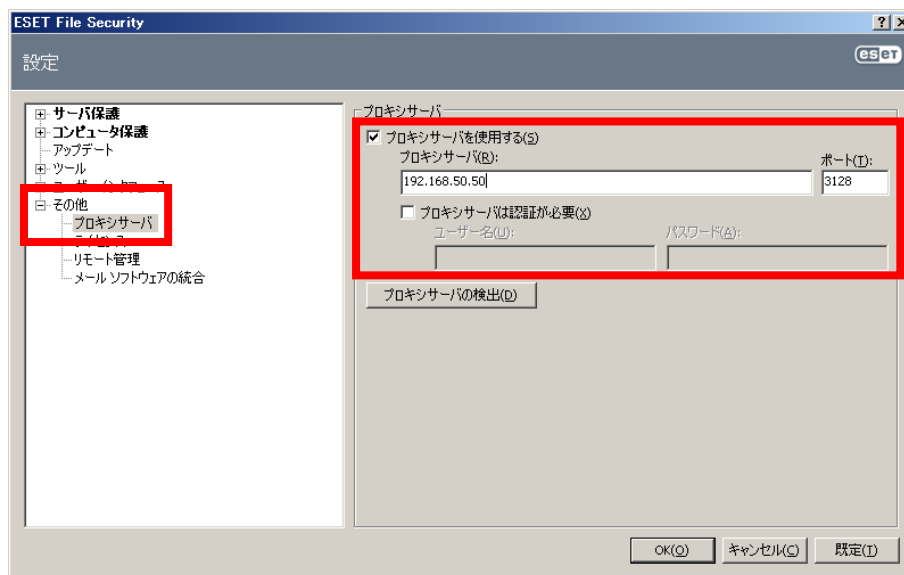 ESET File Security
設定
eseT
サーバ保護
コンピュータ保護
アップデート
ツール
その他
プロキシサーバ
リモート管理
メール ソフトウェアの統合
プロキシサーバ
プロキシサーバを使用する(S)
プロキシサーバ(R):
ポート(T):
192.168.50.50
3128
プロキシサーバは認証が必要(X)
ユーザー名(U):
パスワード(A):
プロキシサーバの検出(D)
OK(O)
キャンセル(C)
既定(T)